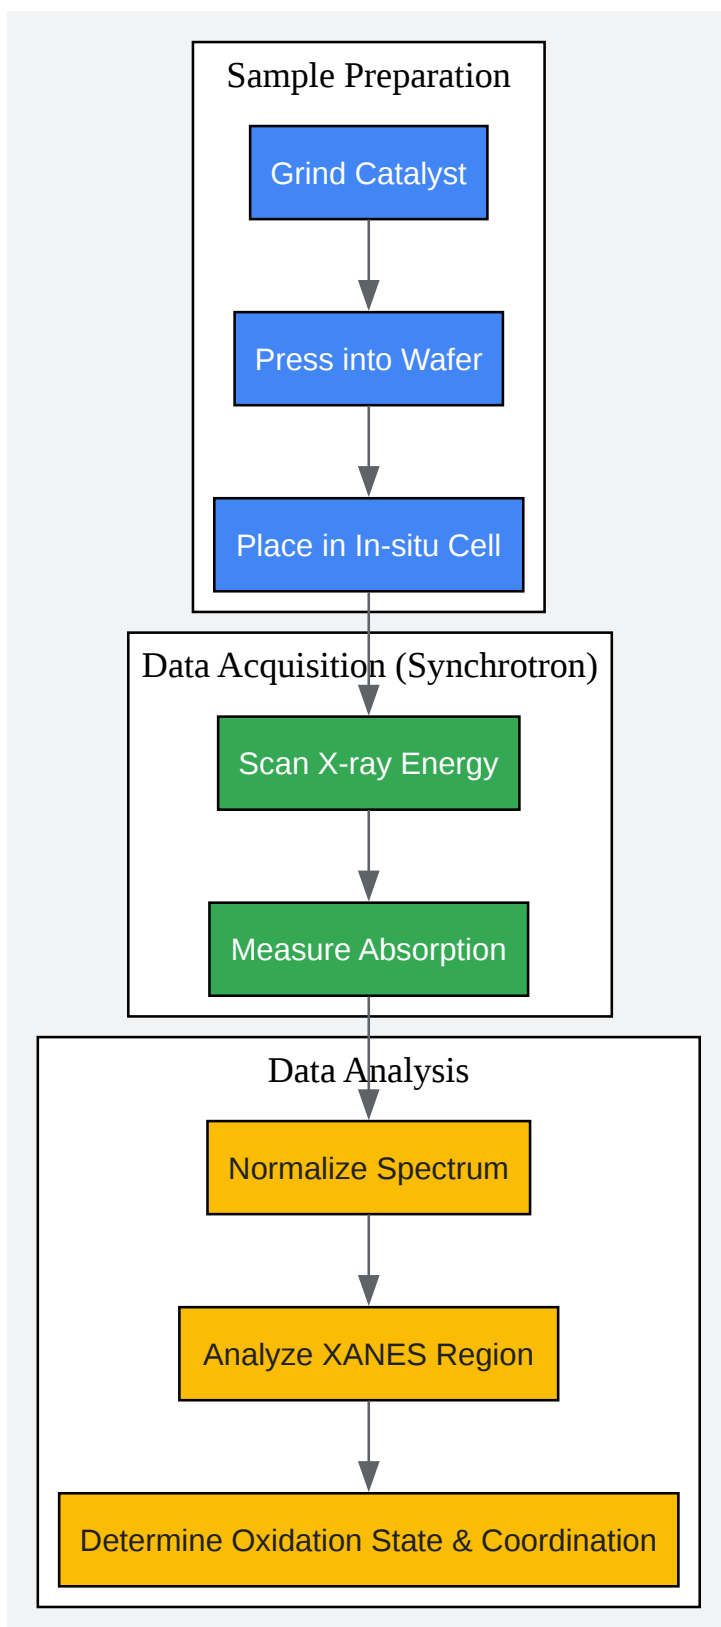 Sample Preparation
Grind Catalyst
Press into Wafer
Place in In-situ Cell
Data Acquisition (Synchrotron)
Scan X-ray Energy
Measure Absorption
Data Analysis
Normalize Spectrum
Analyze XANES Region
Determine Oxidation State & Coordination